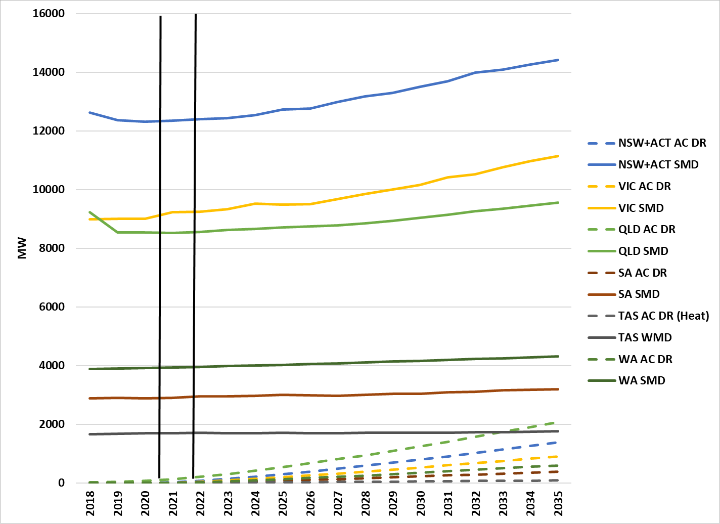 16000
14000
12000
10000
8000
6000
4000
2000
0
MW
2018 2019 2020 2021 2022 2023 2024 2025 2026 2027 2028 2029 2030 2031 2032 2033 2034 2035
NSW+ACT AC DR
NSW+ACT SMD
VIC AC DR
VIC SMD
QLD AC DR
QLD SMD
SA AC DR
SA SMD
TAS AC DR (Heat)
TAS WMD
WA AC DR
WA SMD